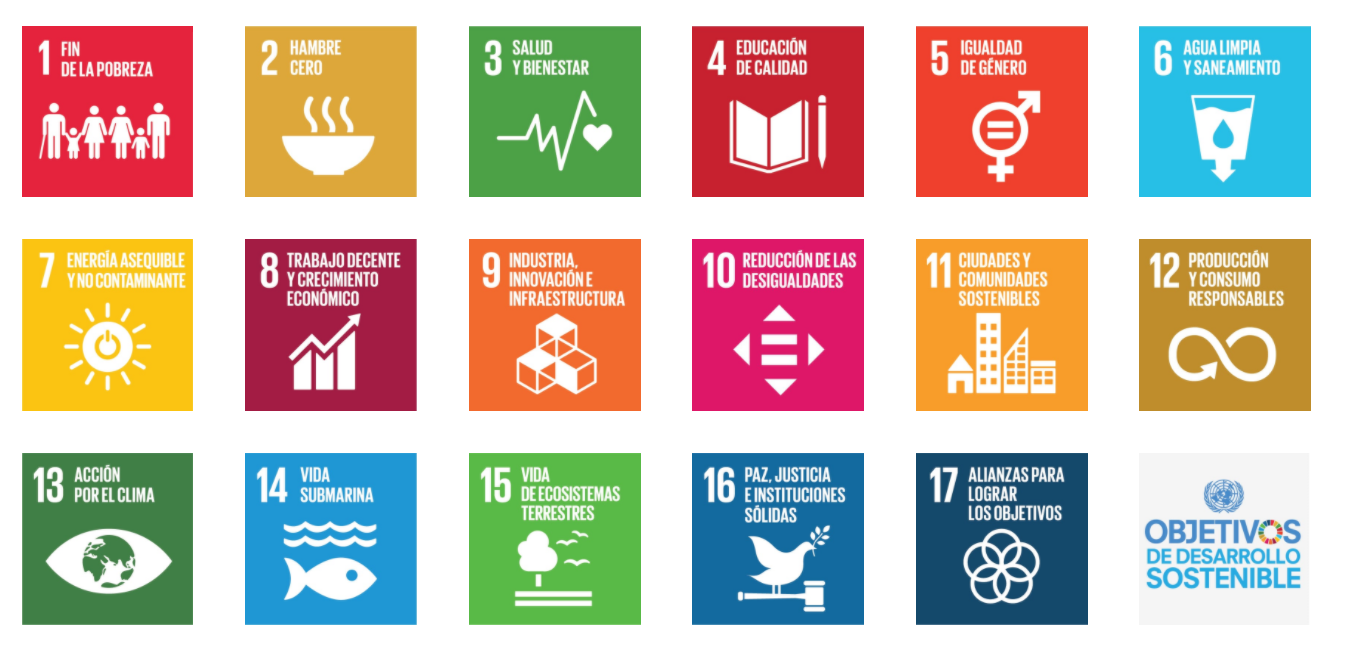 1 FIN
DE LA POBREZA
2 HAMBRE
CERO
3 SALUD
Y BIENESTAR
4 EDUCACIÓN
DE CALIDAD
5 IGUALDAD
DE GÉNERO
6 AGUA LIMPIA
Y SANEAMIENTO
7 ENERGÍA ASEQUIBLE
Y NO CONTAMINANTE
8 TRABAJO DECENTE
Y CRECIMIENTO
ECONÓMICO
9 INDUSTRIA,
INNOVACIÓN E
INFRAESTRUCTURA
10 REDUCCIÓN DE LAS
DESIGUALDADES
11 CIUDADES Y
COMUNIDADES
SOSTENIBLES
12 PRODUCCIÓN
Y CONSUMO
RESPONSABLES
13 ACCIÓN
POR EL CLIMA
14 VIDA
SUBMARINA
15 VIDA
DE ECOSISTEMAS
TERRESTRES
16 PAZ, JUSTICIA
E INSTITUCIONES
SÓLIDAS
17 ALIANZAS PARA
LOGRAR
LOS OBJETIVOS
OBJETIVOS
DE DESARROLLO
SOSTENIBLE